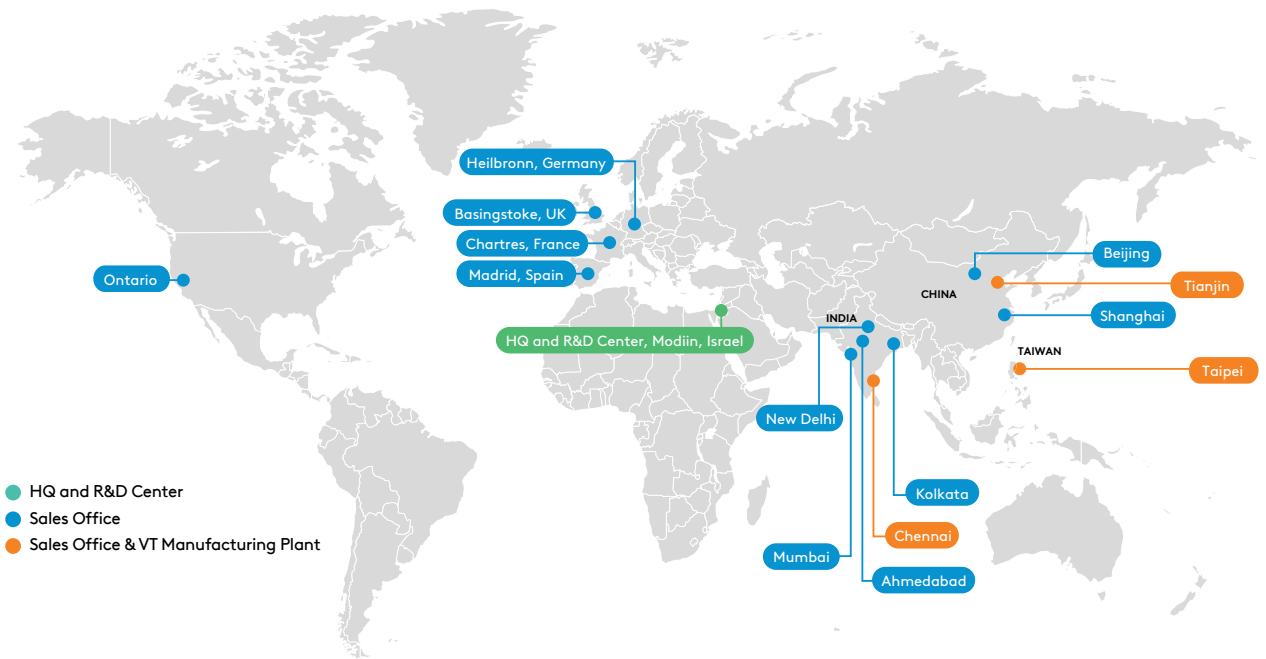 Heilbronn, Germany
Basingstoke, UK
Chartres, France
Madrid, Spain
Ontario
Beijing
Tianjin
CHINA
Shanghai
INDIA
HQ and R&D Center, Modiin, Israel
TAIWAN
Taipei
New Delhi
Kolkata
Chennai
Mumbai
Ahmedabad
HQ and R&D Center
Sales Office
Sales Office & VT Manufacturing Plant